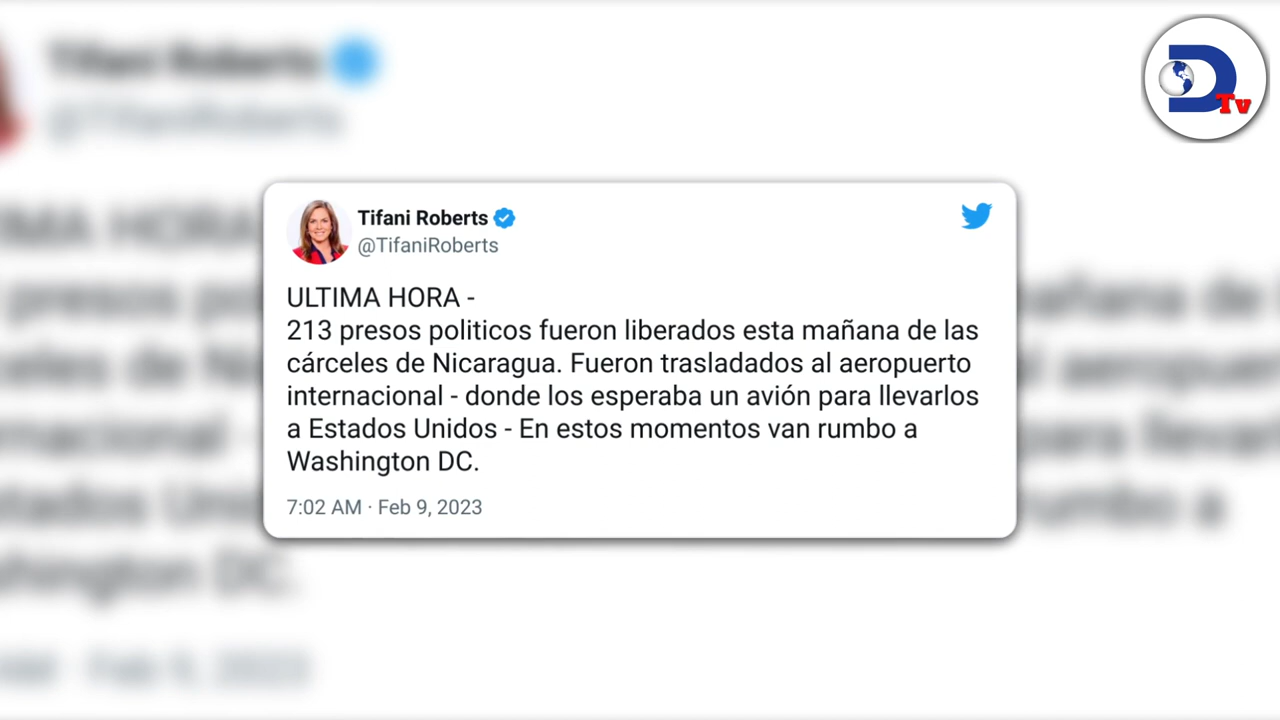 Tifani Roberts
@TifaniRoberts
ULTIMA HORA -
213 presos politicos fueron liberados esta mañana de las
cárceles de Nicaragua. Fueron trasladados al aeropuerto
internacional - donde los esperaba un avión para llevarlos
a Estados Unidos - En estos momentos van rumbo a
Washington DC.
7:02 AM · Feb 9, 2023
D
Tv